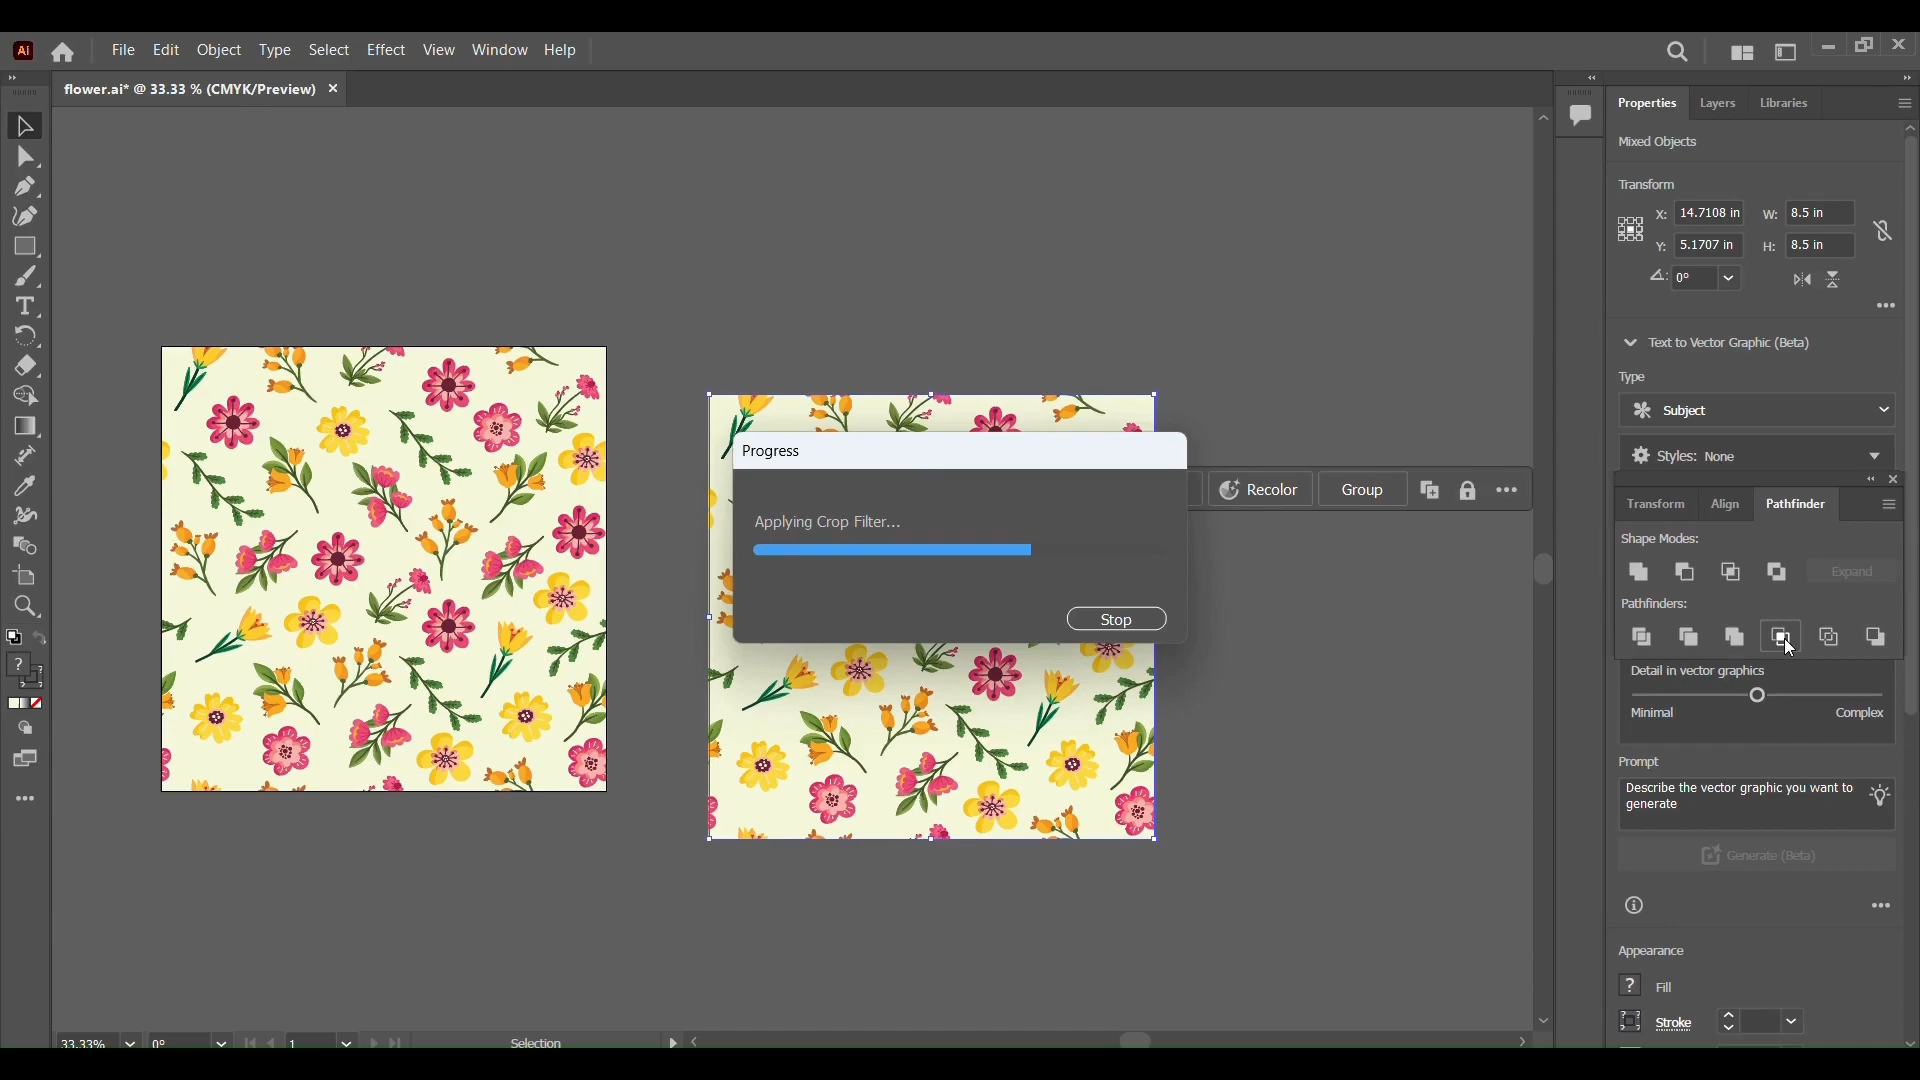 Ai
File Edit Object Type Select Effect View Window Help
flower.ai* @ 33.33 % (CMYK/Preview)
Properties Layers Libraries
Mixed Objects
Transform
X: 14.7108 in W: 8.5 in
Y: 5.1707 in H: 8.5 in
0°
Text to Vector Graphic (Beta)
Type
Subject
Styles: None
Progress
Applying Crop Filter...
Stop
Recolor Group
Transform Align Pathfinder
Shape Modes:
Expand
Pathfinders:
Detail in vector graphics
Minimal Complex
Prompt
Describe the vector graphic you want to
generate
Generate (Beta)
Appearance
? Fill
Stroke
33.33% 0° 1 Selection